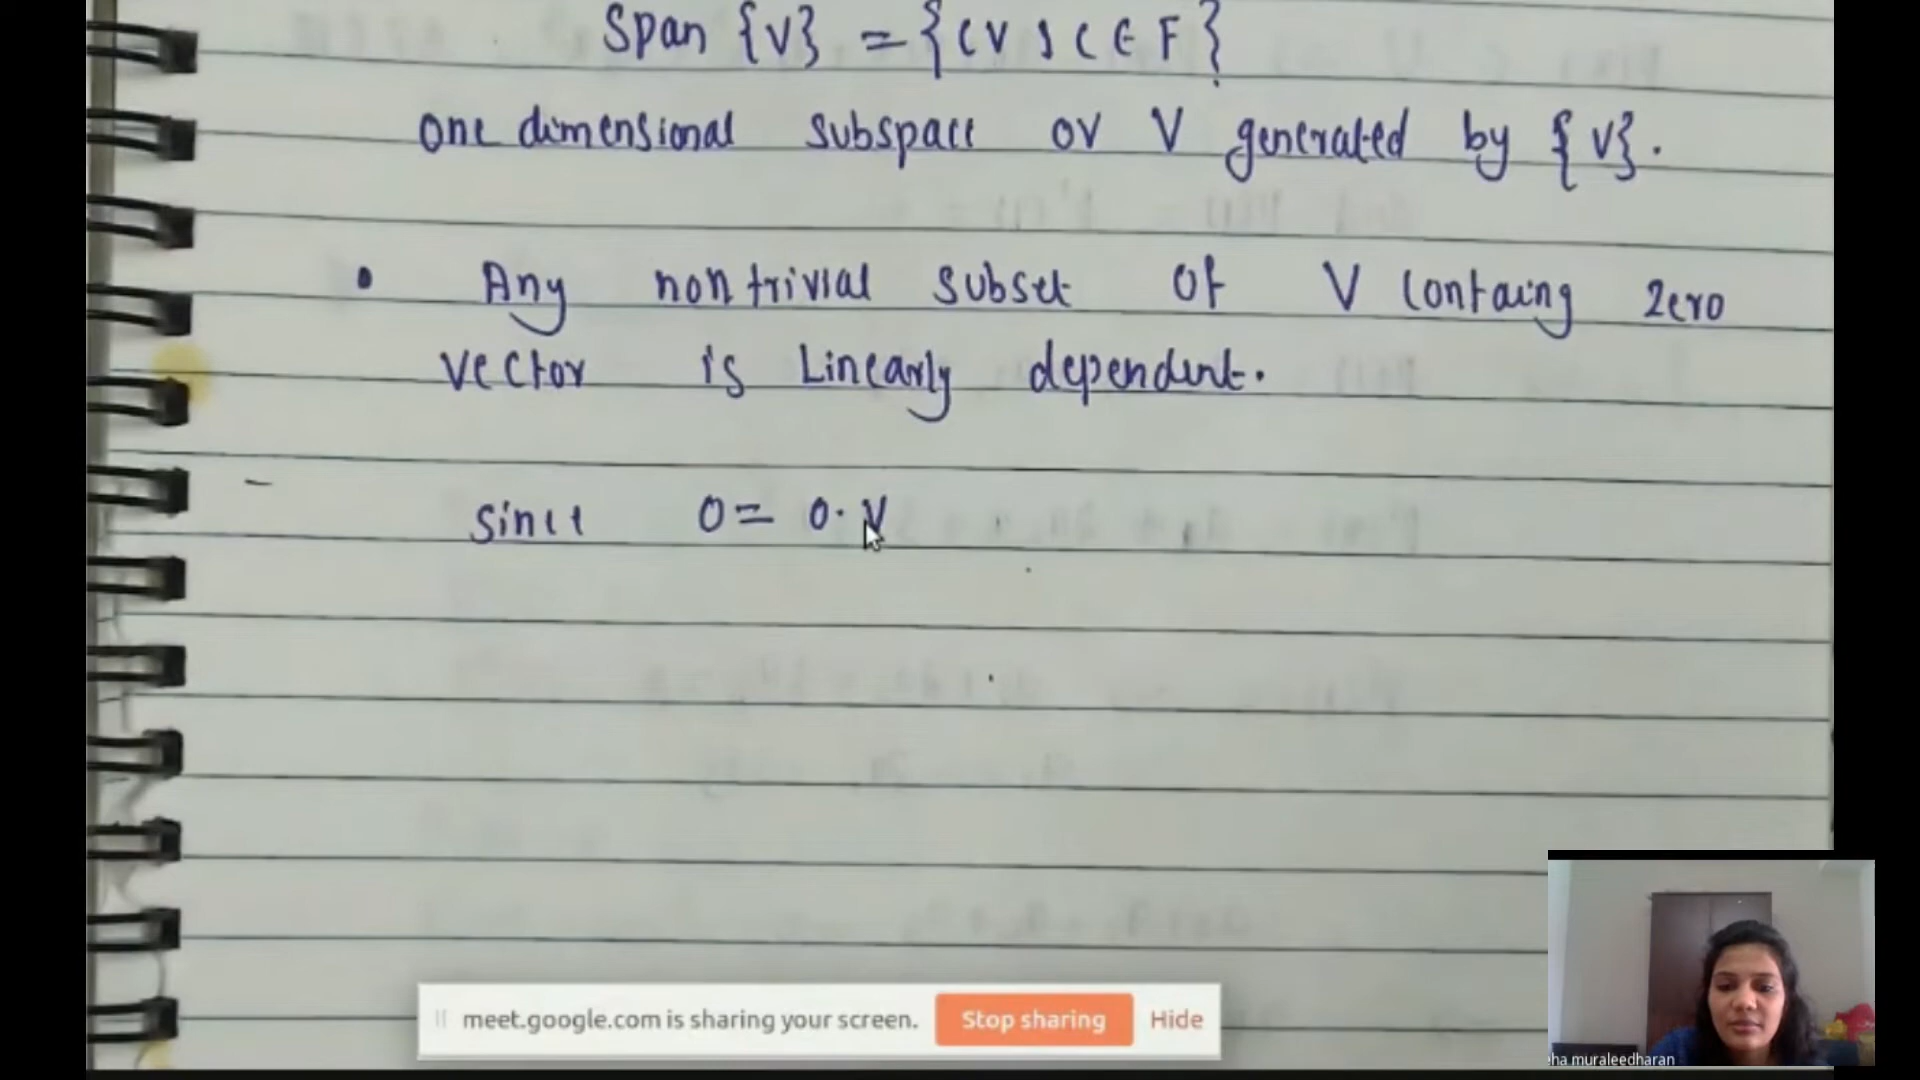 Span {v} = {cv | c ∈ F}
one dimensional subspace ov V generated by {v}.
• Any nontrivial subset of V containg zero
vector is Linearly dependent.
-
since 0 = 0 . v
meet.google.com is sharing your screen. Stop sharing Hide
ha muraleedharan